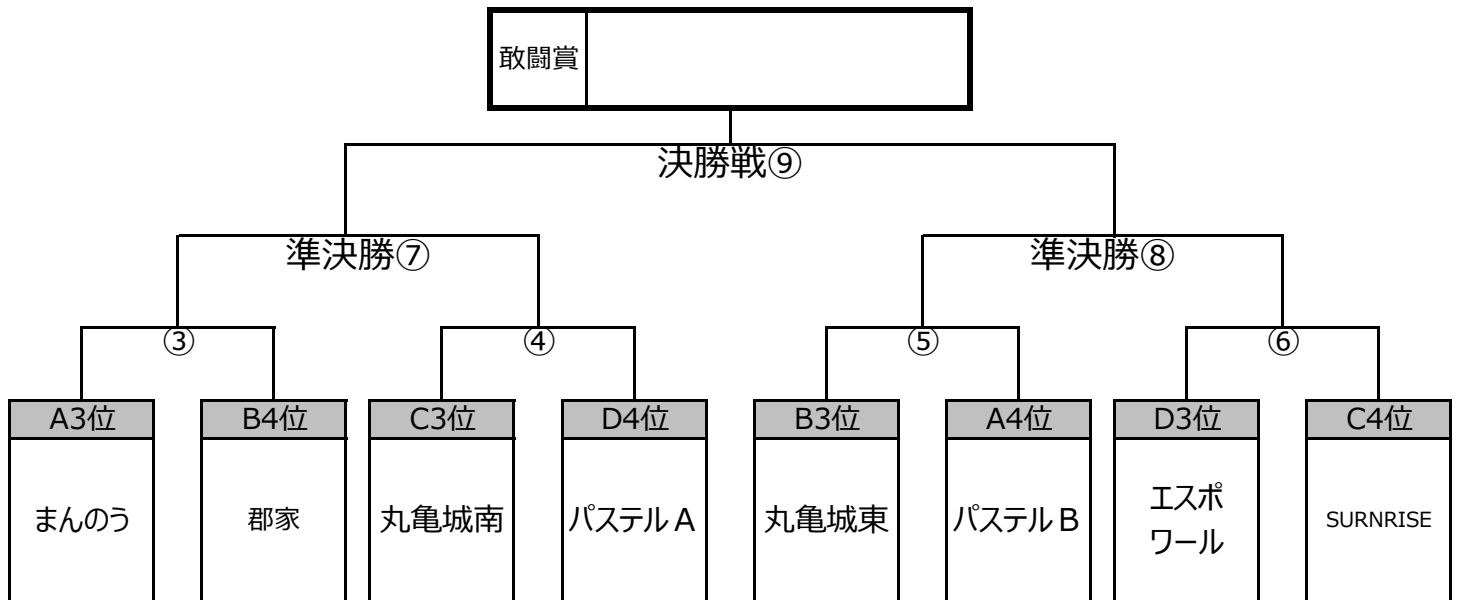 敢闘賞
決勝戦⑨
準決勝⑦
準決勝⑧
③
④
⑤
⑥
A3位
B4位
C3位
D4位
B3位
A4位
D3位
C4位
まんのう
郡家
丸亀城南
パステルA
丸亀城東
パステルB
エスポ
ワール
SURNRISE